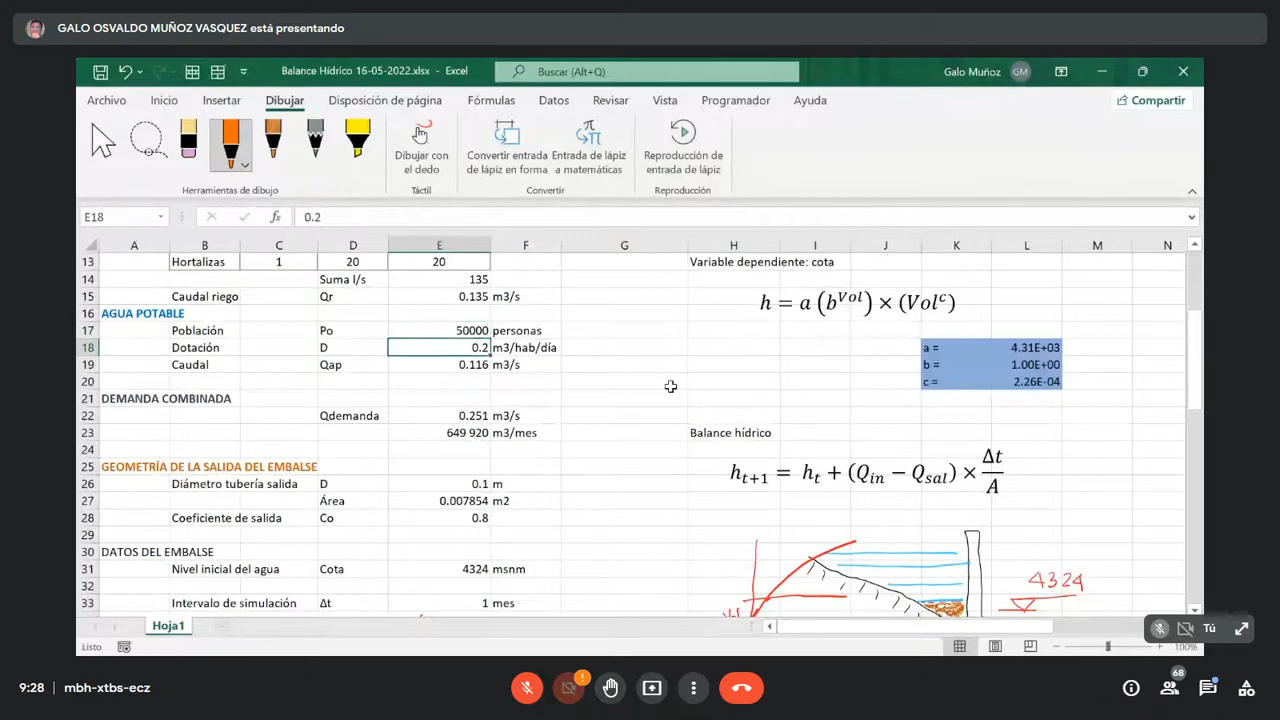 GALO OSVALDO MUÑOZ VASQUEZ está presentando
Balance Hídrico 16-05-2022.xlsx - Excel
Buscar (Alt+Q)
Galo Muñoz GM
Archivo Inicio Insertar Dibujar Disposición de página Fórmulas Datos Revisar Vista Programador Ayuda Compartir
Dibujar con el dedo
Convertir entrada de lápiz en forma
Entrada de lápiz a matemáticas
Reproducción de entrada de lápiz
Herramientas de dibujo Táctil Convertir Reproducción
E18 fx 0.2
A B C D E F G H I J K L M N
13 Hortalizas 1 20 20 Variable dependiente: cota
14 Suma l/s 135
15 Caudal riego Qr 0.135 m3/s h = a (b^Vol) × (Vol^c)
16 AGUA POTABLE
17 Población Po 50000 personas
18 Dotación D 0.2 m3/hab/día a = 4.31E+03
19 Caudal Qap 0.116 m3/s b = 1.00E+00
20 c = 2.26E-04
21 DEMANDA COMBINADA
22 Qdemanda 0.251 m3/s
23 649 920 m3/mes Balance hídrico
24
25 GEOMETRÍA DE LA SALIDA DEL EMBALSE h_{t+1} = h_t + (Q_in − Q_sal) × Δt/A
26 Diámetro tubería salida D 0.1 m
27 Área 0.007854 m2
28 Coeficiente de salida Co 0.8
29
30 DATOS DEL EMBALSE
31 Nivel inicial del agua Cota 4324 msnm 4324
32
33 Intervalo de simulación Δt 1 mes
Hoja1
Tú
Listo 100%
9:28 mbh-xtbs-ecz 68